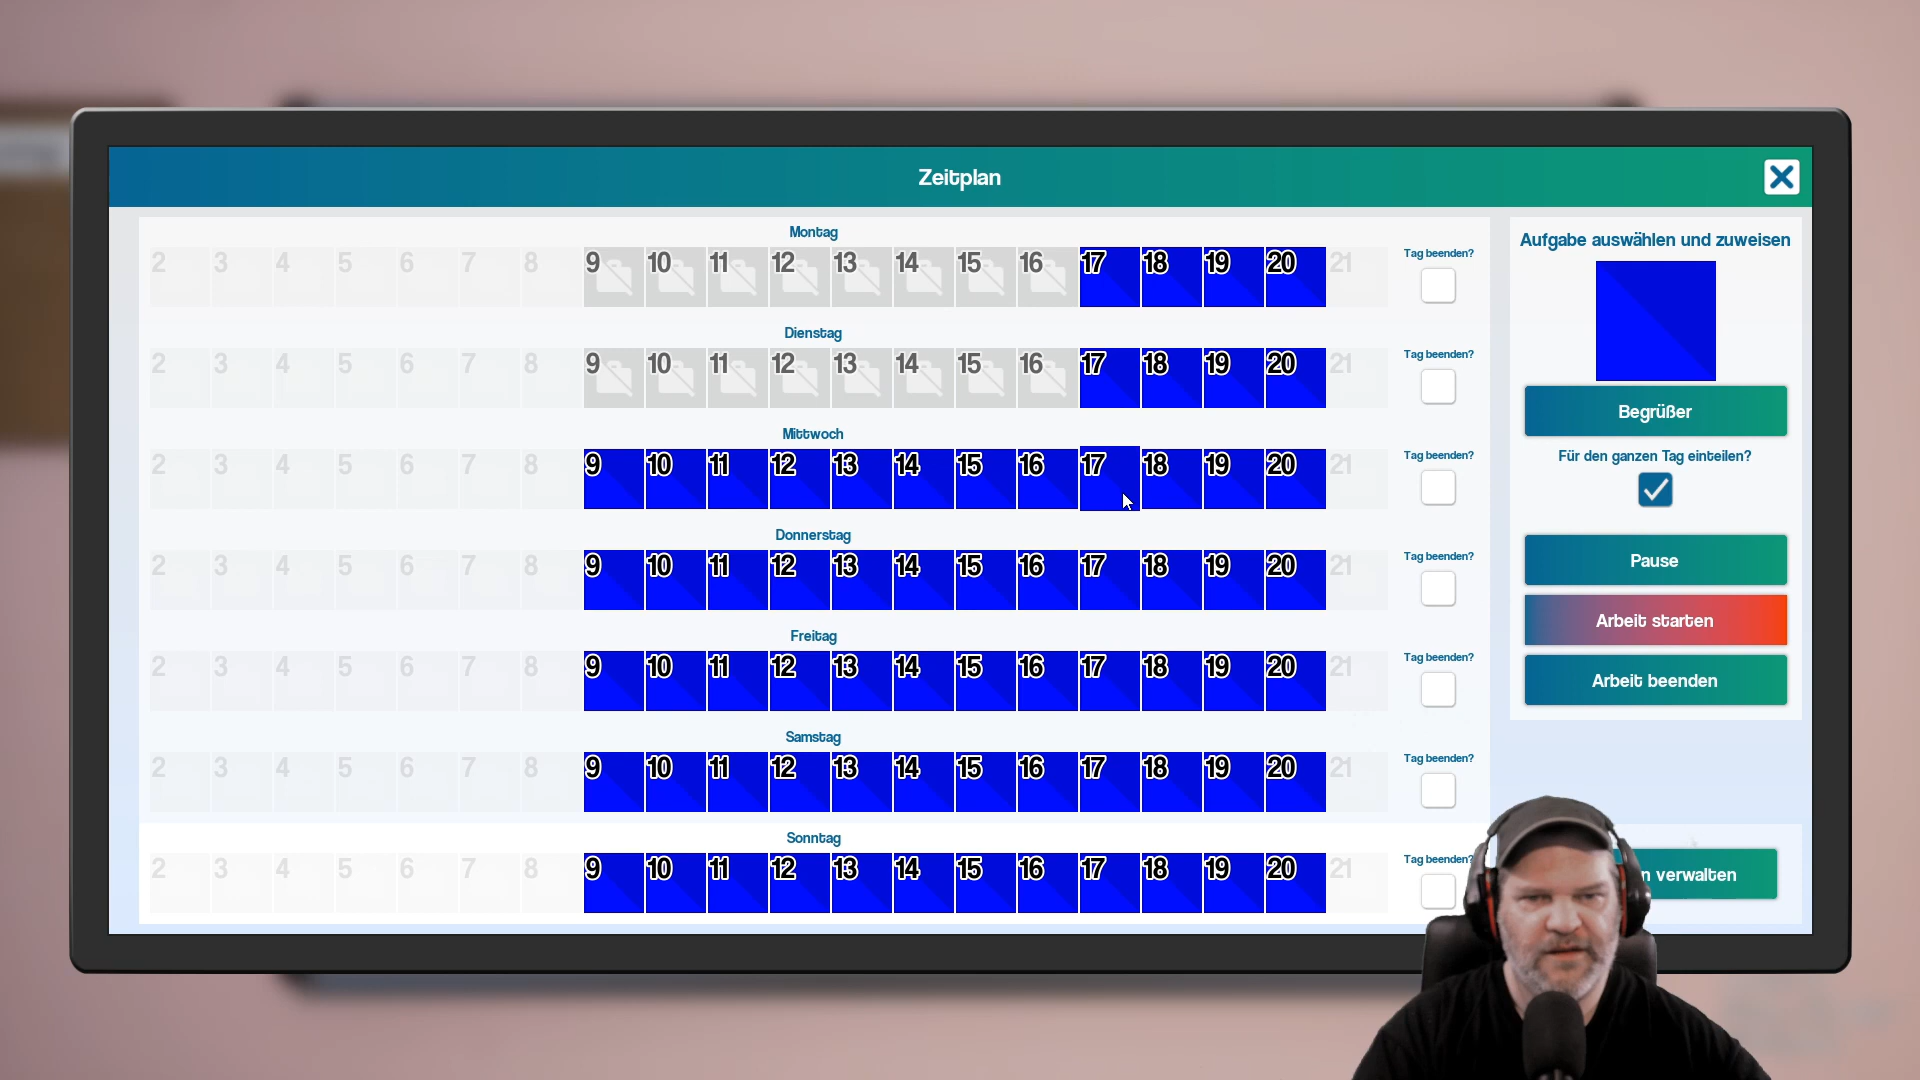 Zeitplan
Montag
2 3 4 5 6 7 8 9 10 11 12 13 14 15 16 17 18 19 20 21
Tag beenden?
Dienstag
2 3 4 5 6 7 8 9 10 11 12 13 14 15 16 17 18 19 20 21
Tag beenden?
Mittwoch
2 3 4 5 6 7 8 9 10 11 12 13 14 15 16 17 18 19 20 21
Tag beenden?
Donnerstag
2 3 4 5 6 7 8 9 10 11 12 13 14 15 16 17 18 19 20 21
Tag beenden?
Freitag
2 3 4 5 6 7 8 9 10 11 12 13 14 15 16 17 18 19 20 21
Tag beenden?
Samstag
2 3 4 5 6 7 8 9 10 11 12 13 14 15 16 17 18 19 20 21
Tag beenden?
Sonntag
2 3 4 5 6 7 8 9 10 11 12 13 14 15 16 17 18 19 20 21
Tag beenden?
Aufgabe auswählen und zuweisen
Begrüßer
Für den ganzen Tag einteilen?
Pause
Arbeit starten
Arbeit beenden
verwalten